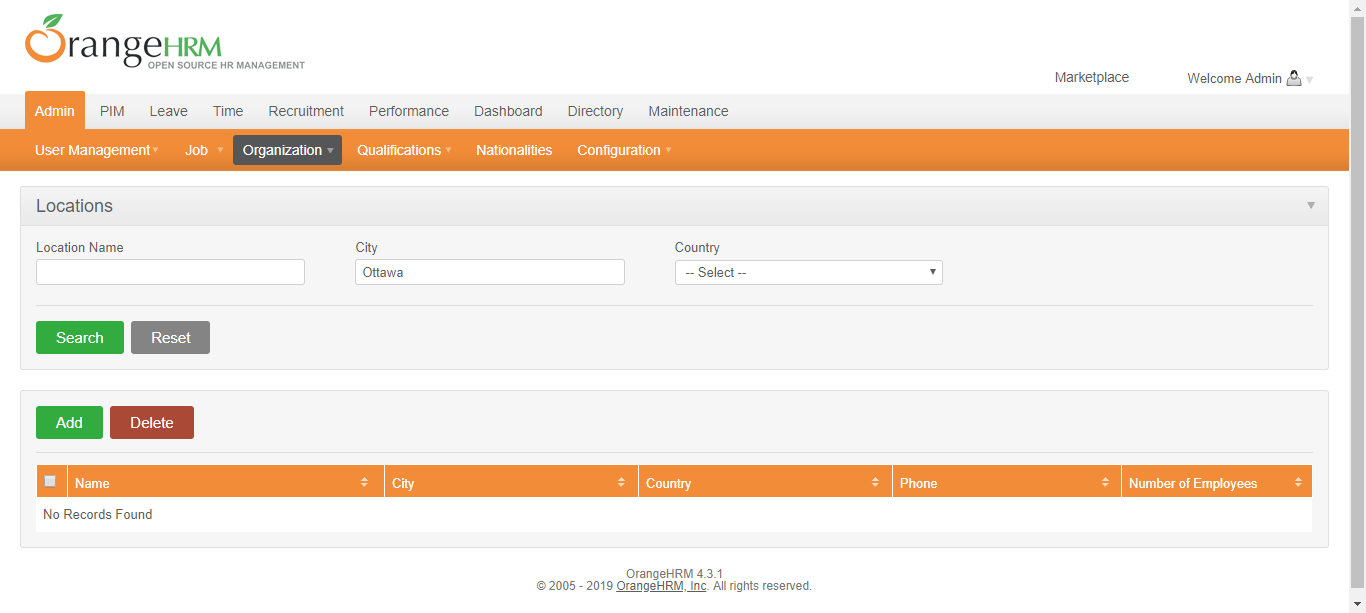 OrangeHRM
OPEN SOURCE HR MANAGEMENT
Marketplace Welcome Admin
Admin PIM Leave Time Recruitment Performance Dashboard Directory Maintenance
User Management Job Organization Qualifications Nationalities Configuration
Locations
Location Name City Country
Ottawa -- Select --
Search Reset
Add Delete
Name City Country Phone Number of Employees
No Records Found
OrangeHRM 4.3.1
© 2005 - 2019 OrangeHRM, Inc. All rights reserved.